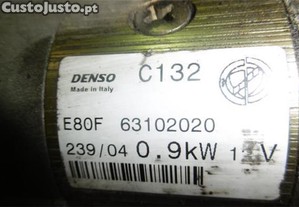 CustoJusto.pt
DENSO C132
Made in Italy
E80F 63102020
239/04 0.9kW